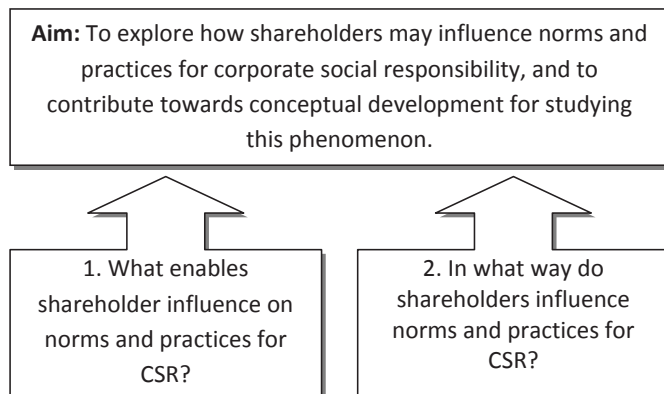 Aim: To explore how shareholders may influence norms and
practices for corporate social responsibility, and to
contribute towards conceptual development for studying
this phenomenon.
1. What enables
shareholder influence on
norms and practices for
CSR?
2. In what way do
shareholders influence
norms and practices for
CSR?